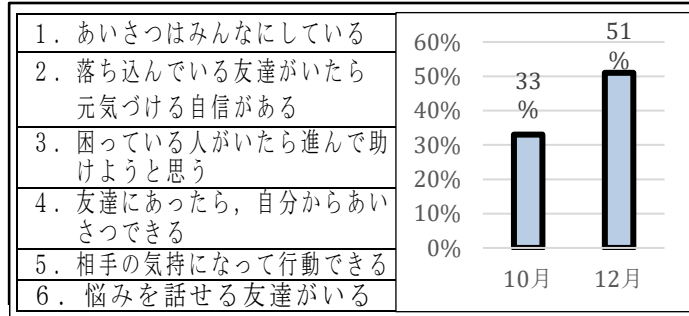 １．あいさつはみんなにしている
２．落ち込んでいる友達がいたら
元気づける自信がある
３．困っている人がいたら進んで助
けようと思う
４．友達にあったら，自分からあい
さつできる
５．相手の気持になって行動できる
６．悩みを話せる友達がいる
60%
50%
40%
30%
20%
10%
0%
33
%
51
%
10月
12月